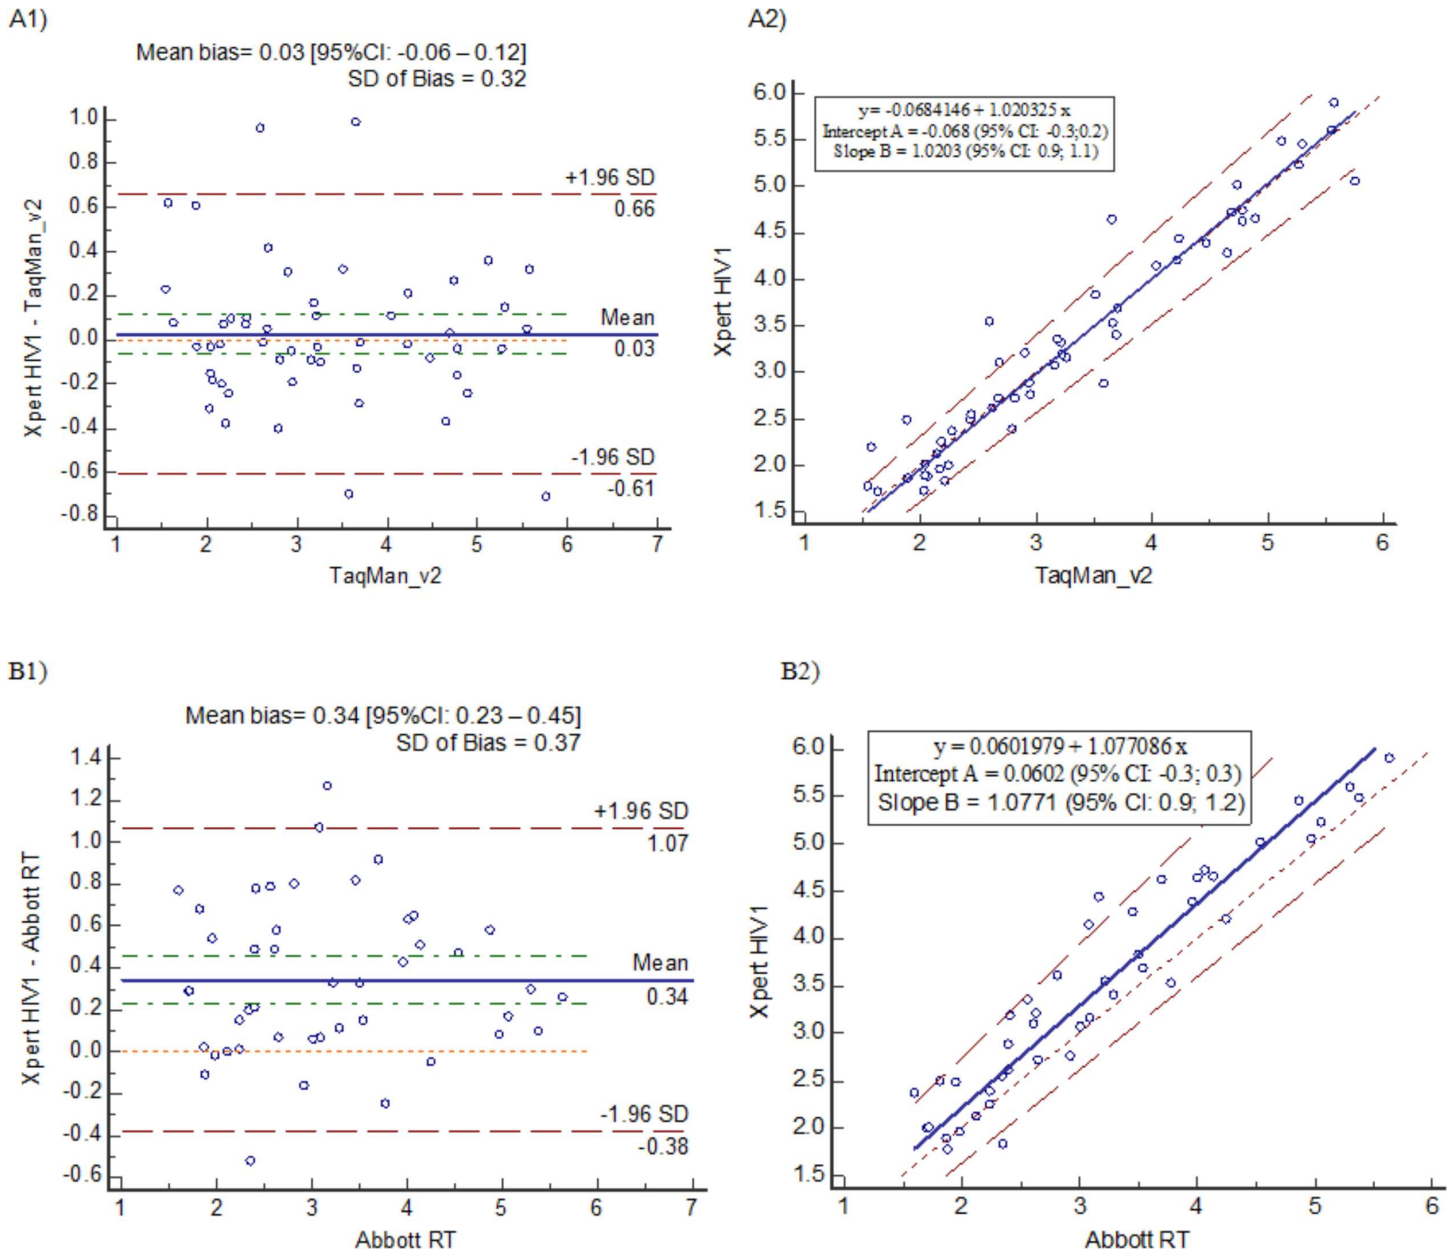 A1)
Mean bias= 0.03 [95%CI: -0.06 – 0.12]
SD of Bias = 0.32
Xpert HIV1 - TaqMan_v2
1.0
0.8
0.6
0.4
0.2
0.0
-0.2
-0.4
-0.6
-0.8
+1.96 SD
0.66
Mean
0.03
-1.96 SD
-0.61
1 2 3 4 5 6 7
TaqMan_v2
A2)
y= -0.0684146 + 1.020325 x
Intercept A = -0.068 (95% CI: -0.3;0.2)
Slope B = 1.0203 (95% CI: 0.9; 1.1)
Xpert HIV1
6.0
5.5
5.0
4.5
4.0
3.5
3.0
2.5
2.0
1.5
1 2 3 4 5 6
TaqMan_v2
B1)
Mean bias= 0.34 [95%CI: 0.23 – 0.45]
SD of Bias = 0.37
Xpert HIV1 - Abbott RT
1.4
1.2
1.0
0.8
0.6
0.4
0.2
0.0
-0.2
-0.4
-0.6
+1.96 SD
1.07
Mean
0.34
-1.96 SD
-0.38
1 2 3 4 5 6 7
Abbott RT
B2)
y = 0.0601979 + 1.077086 x
Intercept A = 0.0602 (95% CI: -0.3; 0.3)
Slope B = 1.0771 (95% CI: 0.9; 1.2)
Xpert HIV1
6.0
5.5
5.0
4.5
4.0
3.5
3.0
2.5
2.0
1.5
1 2 3 4 5 6
Abbott RT